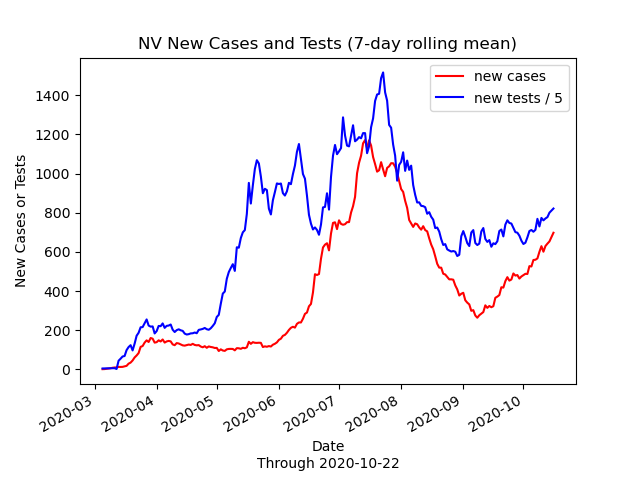 NV New Cases and Tests (7-day rolling mean)
new cases
new tests / 5
New Cases or Tests
1400
1200
1000
800
600
400
200
0
2020-03
2020-04
2020-05
2020-06
2020-07
2020-08
2020-09
2020-10
Date
Through 2020-10-22